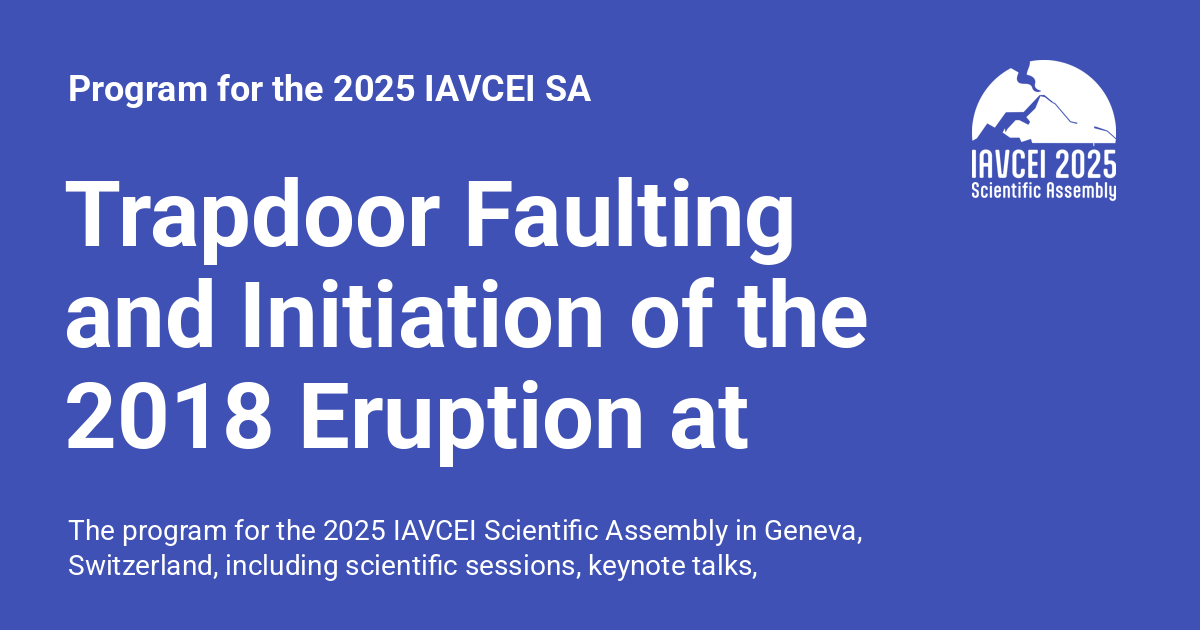 Program for the 2025 IAVCEI SA
IAVCEI 2025
Scientific Assembly
Trapdoor Faulting
and Initiation of the
2018 Eruption at
The program for the 2025 IAVCEI Scientific Assembly in Geneva,
Switzerland, including scientific sessions, keynote talks,